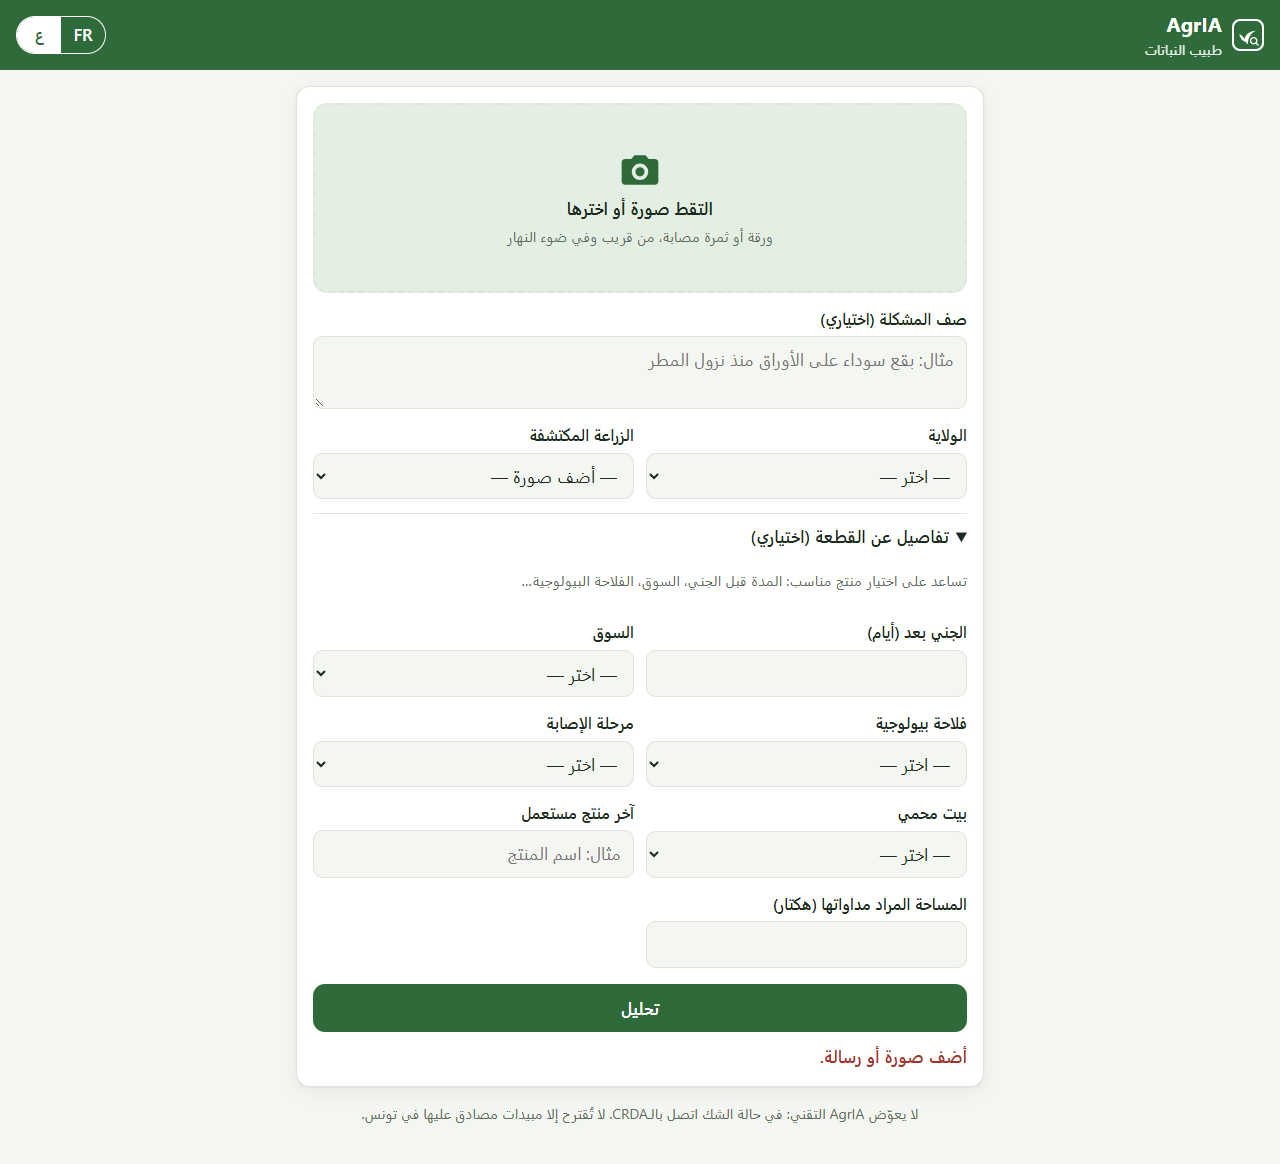 AgrIA
طبيب النباتات
FR
ع
التقط صورة أو اخترها
ورقة أو ثمرة مصابة، من قريب وفي ضوء النهار
صف المشكلة (اختياري)
مثال: بقع سوداء على الأوراق منذ نزول المطر
الولاية
الزراعة المكتشفة
— اختر —
— أضف صورة —
▼ تفاصيل عن القطعة (اختياري)
تساعد على اختيار منتج مناسب: المدة قبل الجني، السوق، الفلاحة البيولوجية...
الجني بعد (أيام)
السوق
— اختر —
فلاحة بيولوجية
مرحلة الإصابة
— اختر —
— اختر —
بيت محمي
آخر منتج مستعمل
— اختر —
مثال: اسم المنتج
المساحة المراد مداواتها (هكتار)
تحليل
أضف صورة أو رسالة.
لا يعوّض AgrIA التقني: في حالة الشك اتصل بالـCRDA. لا تُقترح إلا مبيدات مصادق عليها في تونس.